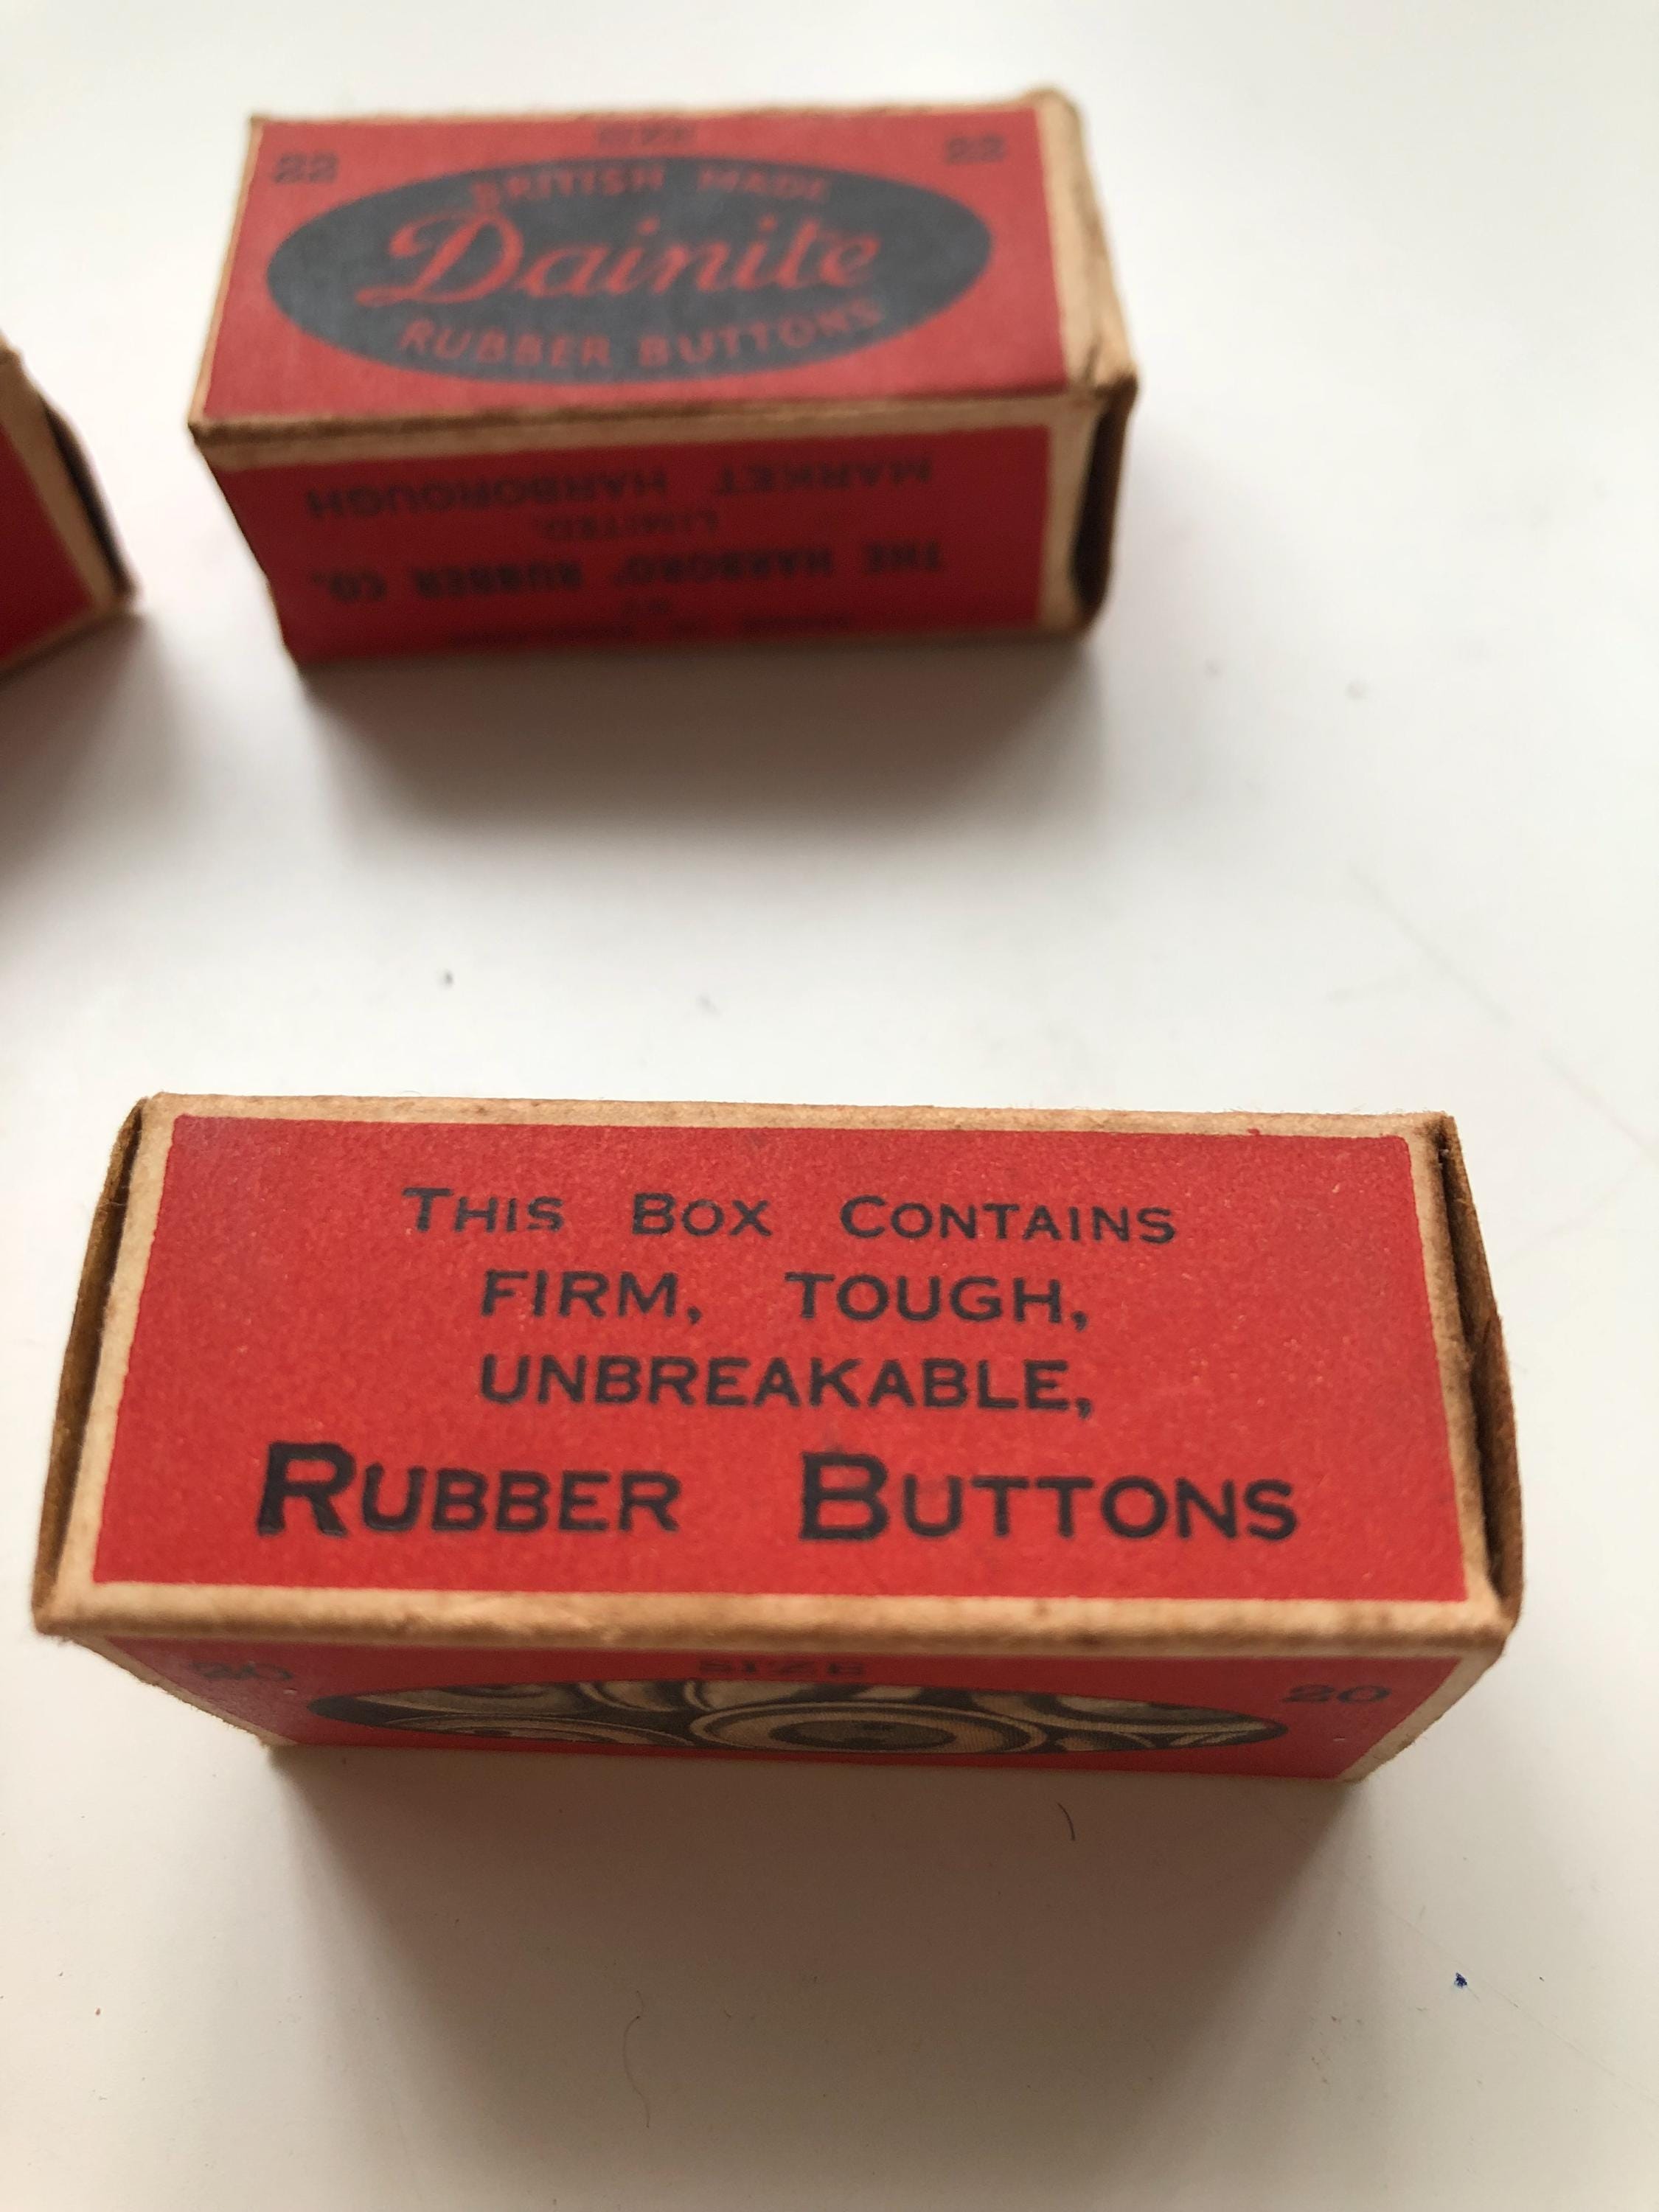 22 SIZE 22
BRITISH MADE
Dainite
RUBBER BUTTONS
THE HARBORO' RUBBER CO.
LIMITED,
MARKET HARBOROUGH
THIS BOX CONTAINS
FIRM, TOUGH,
UNBREAKABLE,
RUBBER BUTTONS
20 SIZE 20